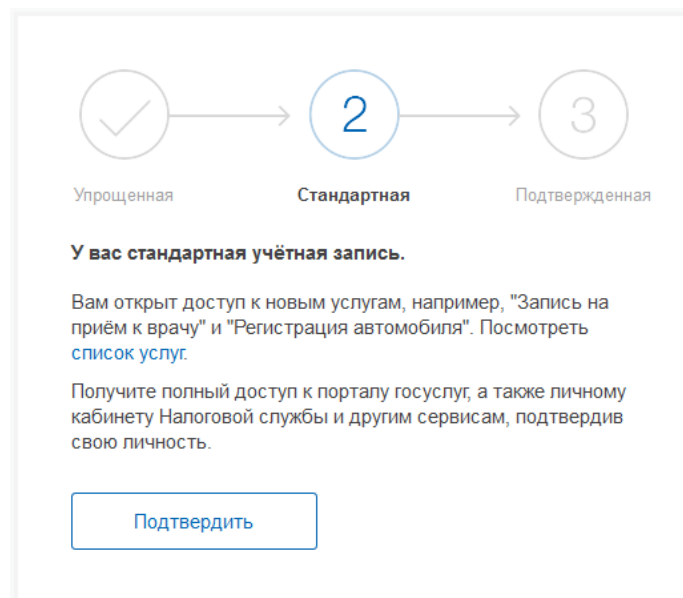 2
3
Упрощенная
Стандартная
Подтвержденная
У вас стандартная учётная запись.
Вам открыт доступ к новым услугам, например, "Запись на
приём к врачу" и "Регистрация автомобиля". Посмотреть
список услуг.
Получите полный доступ к порталу госуслуг, а также личному
кабинету Налоговой службы и другим сервисам, подтвердив
свою личность.
Подтвердить